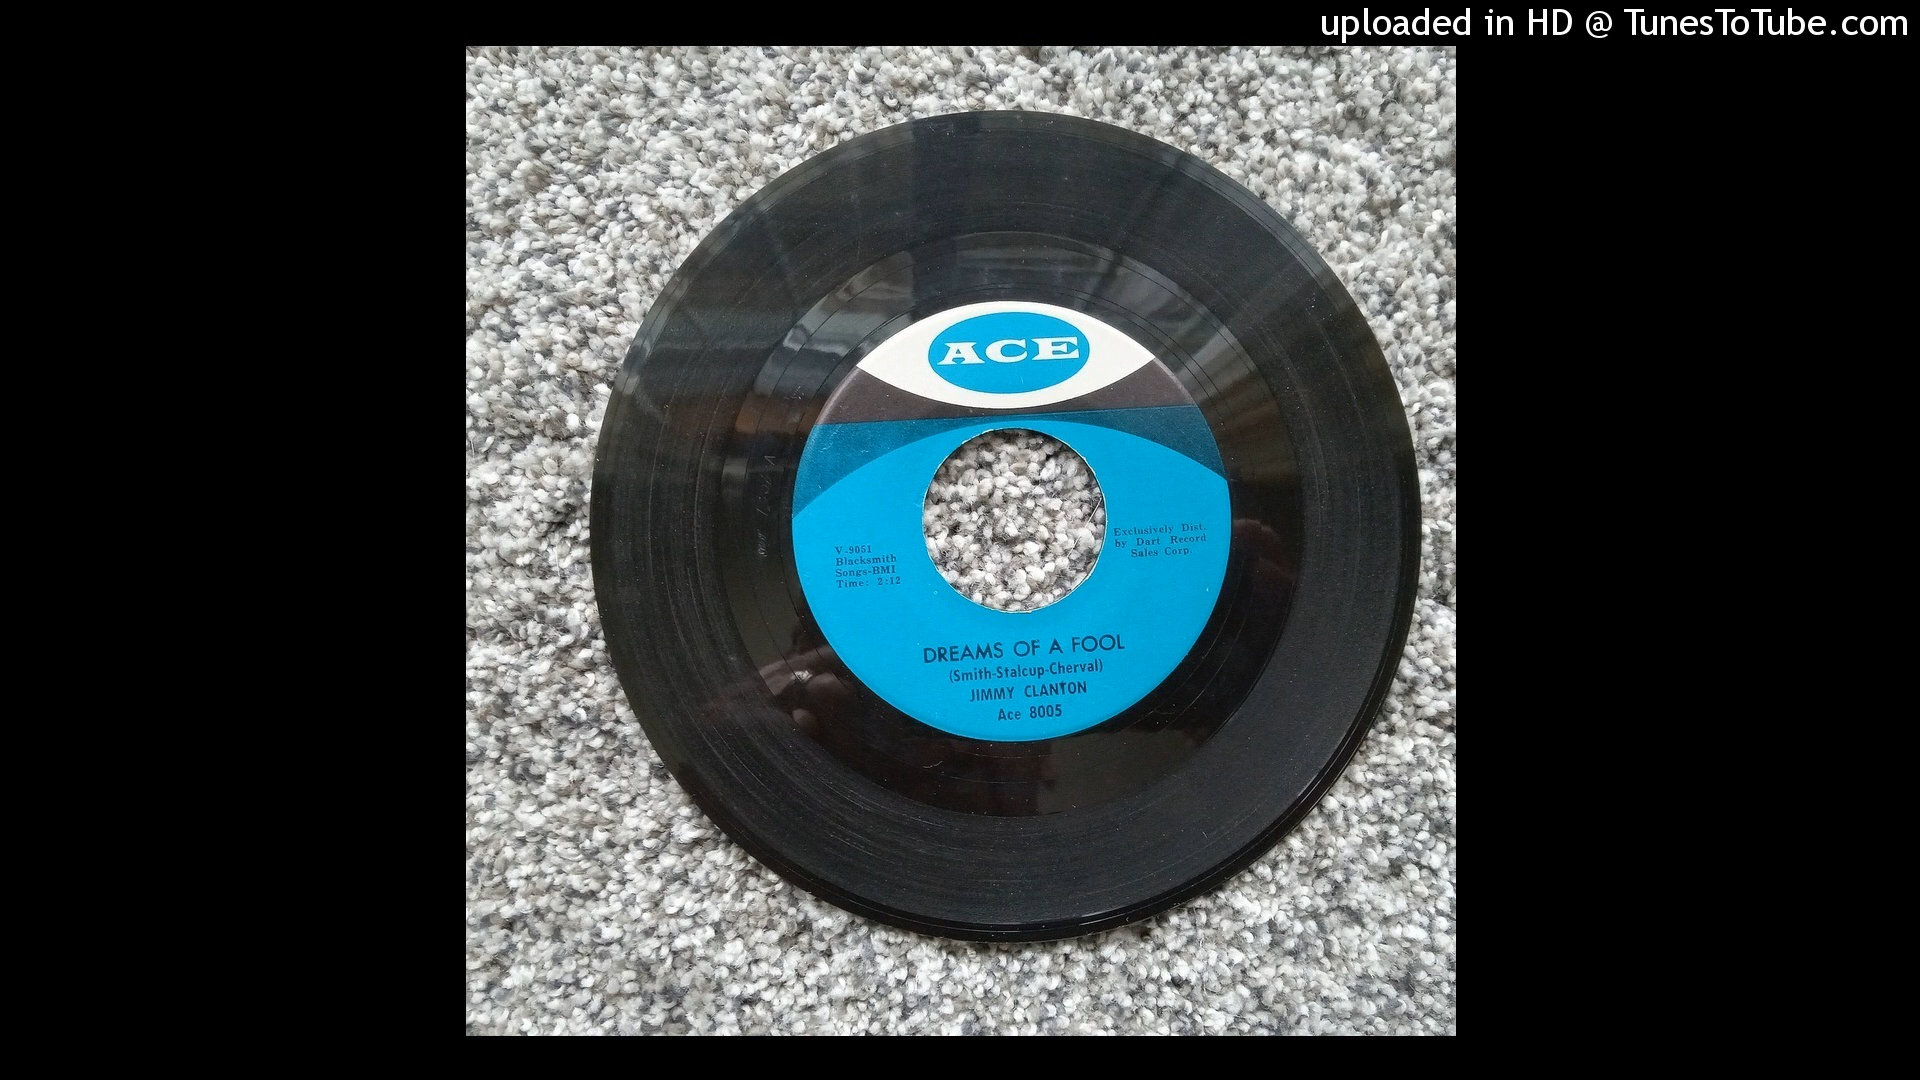 uploaded in HD @ TunesToTube.com
ACE
V-9051
Blacksmith
Songs-BMI
Time: 2:12
Exclusively Dist.
by Dart Record
Sales Corp.
DREAMS OF A FOOL
(Smith-Stalcup-Cherval)
JIMMY CLANTON
Ace 8005